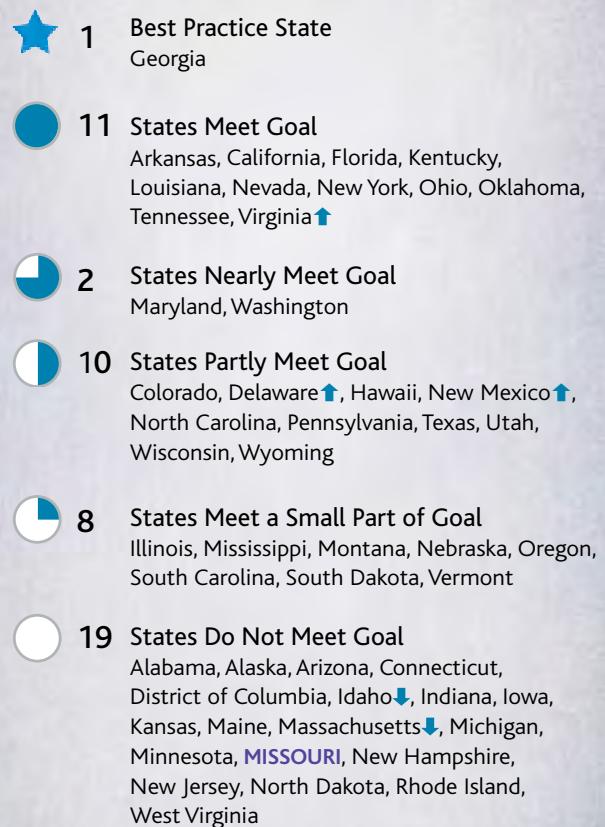 1 Best Practice State
Georgia
11 States Meet Goal
Arkansas, California, Florida, Kentucky,
Louisiana, Nevada, New York, Ohio, Oklahoma,
Tennessee, Virginia⬆
2 States Nearly Meet Goal
Maryland, Washington
10 States Partly Meet Goal
Colorado, Delaware⬆, Hawaii, New Mexico⬆,
North Carolina, Pennsylvania, Texas, Utah,
Wisconsin, Wyoming
8 States Meet a Small Part of Goal
Illinois, Mississippi, Montana, Nebraska, Oregon,
South Carolina, South Dakota, Vermont
19 States Do Not Meet Goal
Alabama, Alaska, Arizona, Connecticut,
District of Columbia, Idaho⬇, Indiana, Iowa,
Kansas, Maine, Massachusetts⬇, Michigan,
Minnesota, MISSOURI, New Hampshire,
New Jersey, North Dakota, Rhode Island,
West Virginia